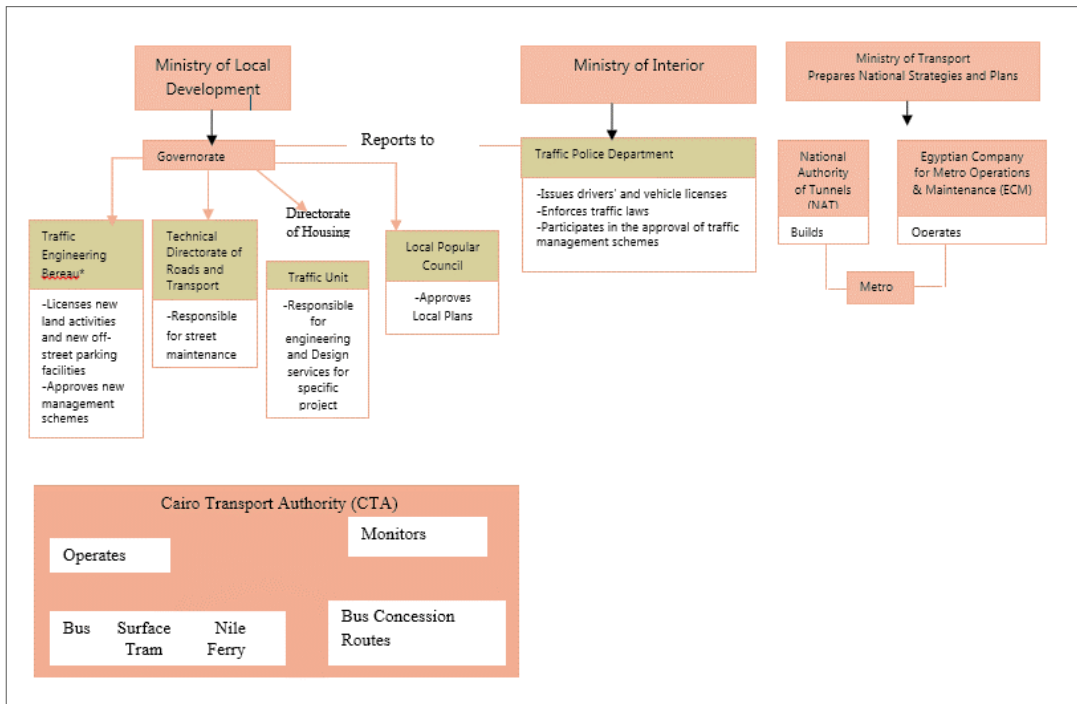 Ministry of Local
Development
Ministry of Interior
Ministry of Transport
Prepares National Strategies and Plans
Governorate
Reports to
Traffic Police Department
-Issues drivers' and vehicle licenses
-Enforces traffic laws
-Participates in the approval of traffic
management schemes
National
Authority
of Tunnels
(NAT)
Builds
Egyptian Company
for Metro Operations
& Maintenance (ECM)
Operates
Metro
Traffic
Engineering
Bereau*
-Licenses new
land activities
and new off-
street parking
facilities
-Approves new
management
schemes
Technical
Directorate of
Roads and
Transport
-Responsible
for street
maintenance
Directorate
of Housing
Traffic Unit
-Responsible
for
engineering
and Design
services for
specific
project
Local Popular
Council
-Approves
Local Plans
Cairo Transport Authority (CTA)
Operates
Monitors
Bus Surface Nile
Tram Ferry
Bus Concession
Routes